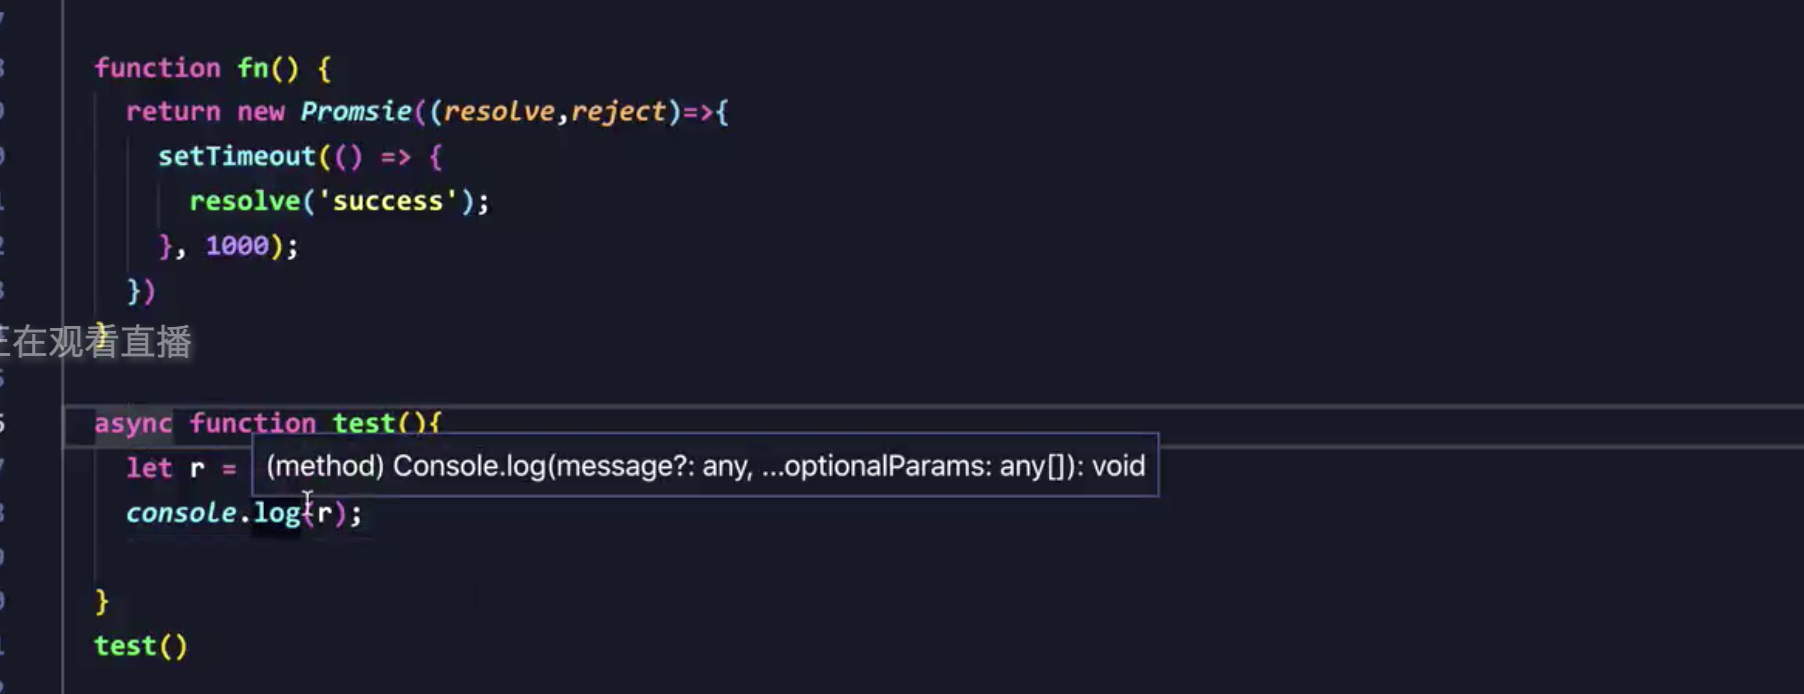 function fn() {
return new Promsie((resolve,reject)=>{
setTimeout(() => {
resolve('success');
}, 1000);
})
}
在观看直播
async function test(){
let r =
(method) Console.log(message?: any, ...optionalParams: any[]): void
console.log(r);
}
test()